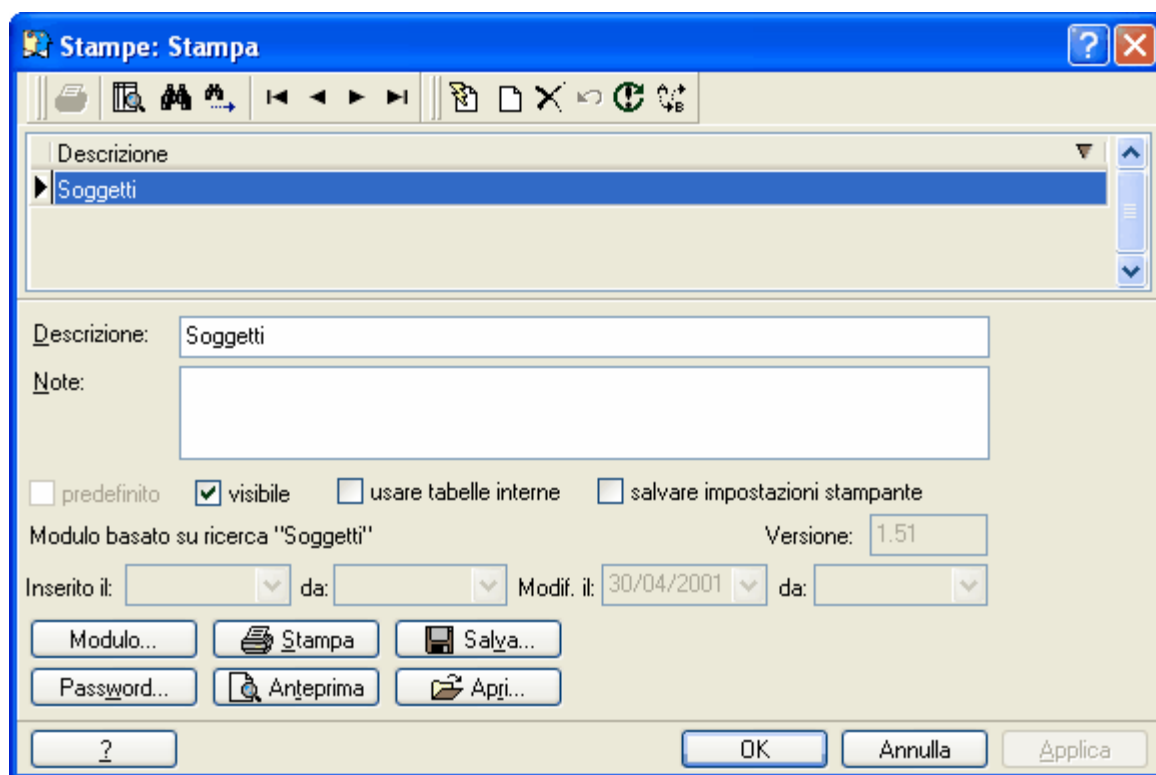 Stampe: Stampa
Descrizione
Soggetti
Descrizione: Soggetti
Note:
predefinito visibile usare tabelle interne salvare impostazioni stampante
Modulo basato su ricerca "Soggetti" Versione: 1.51
Inserito il: da: Modif. il: 30/04/2001 da:
Modulo... Stampa Salva...
Password... Anteprima Apri...
? OK Annulla Applica